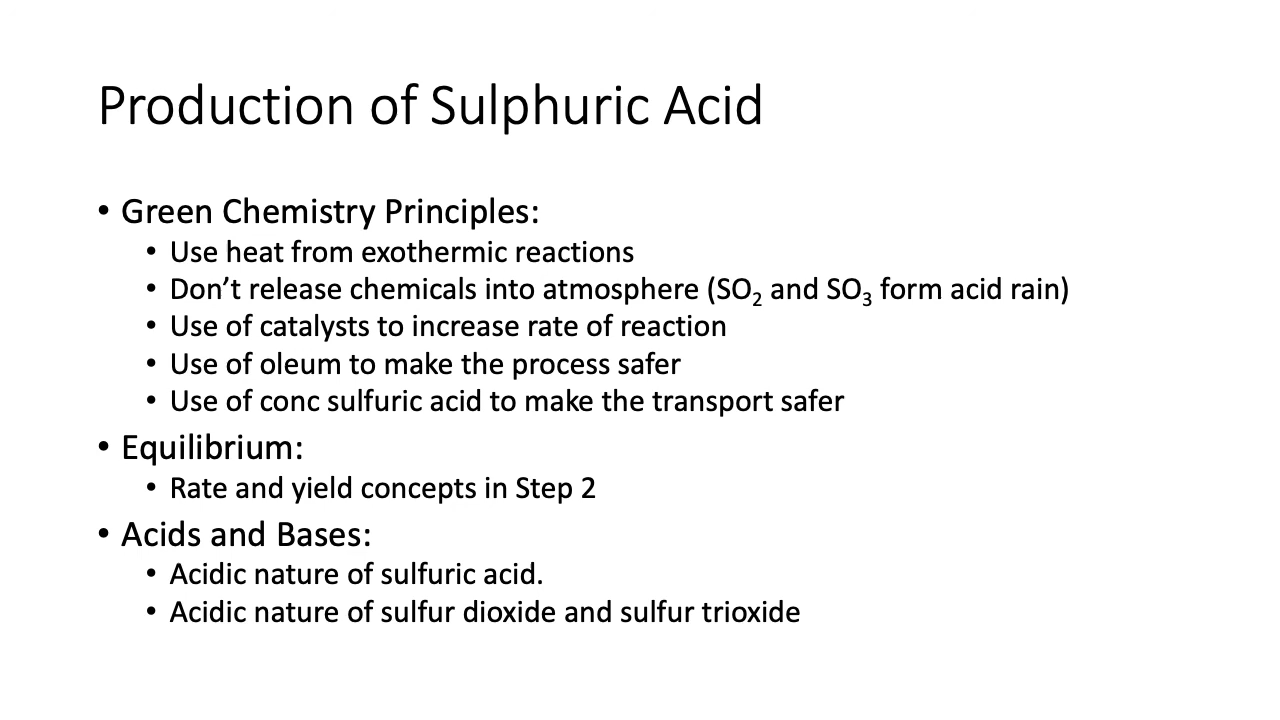 Production of Sulphuric Acid
• Green Chemistry Principles:
• Use heat from exothermic reactions
• Don’t release chemicals into atmosphere (SO₂ and SO₃ form acid rain)
• Use of catalysts to increase rate of reaction
• Use of oleum to make the process safer
• Use of conc sulfuric acid to make the transport safer
• Equilibrium:
• Rate and yield concepts in Step 2
• Acids and Bases:
• Acidic nature of sulfuric acid.
• Acidic nature of sulfur dioxide and sulfur trioxide